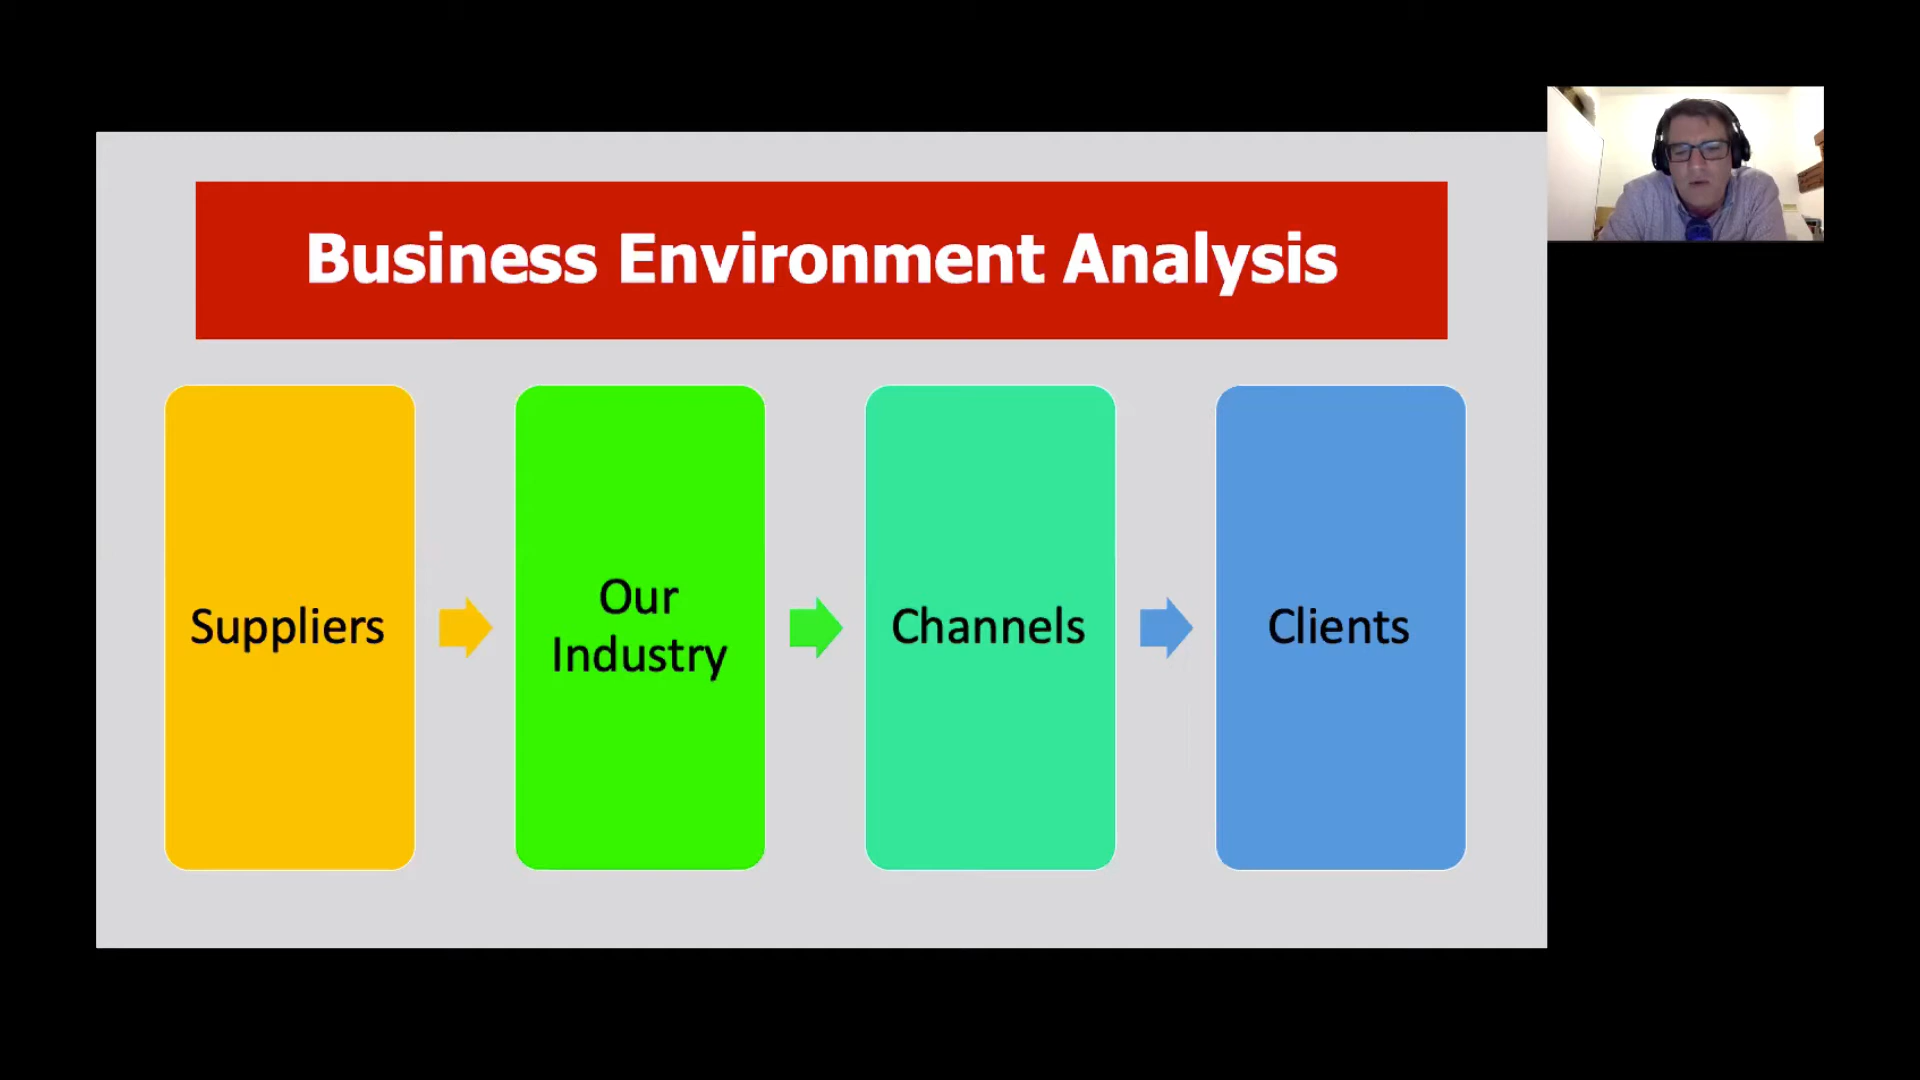 Business Environment Analysis
Suppliers
Our
Industry
Channels
Clients